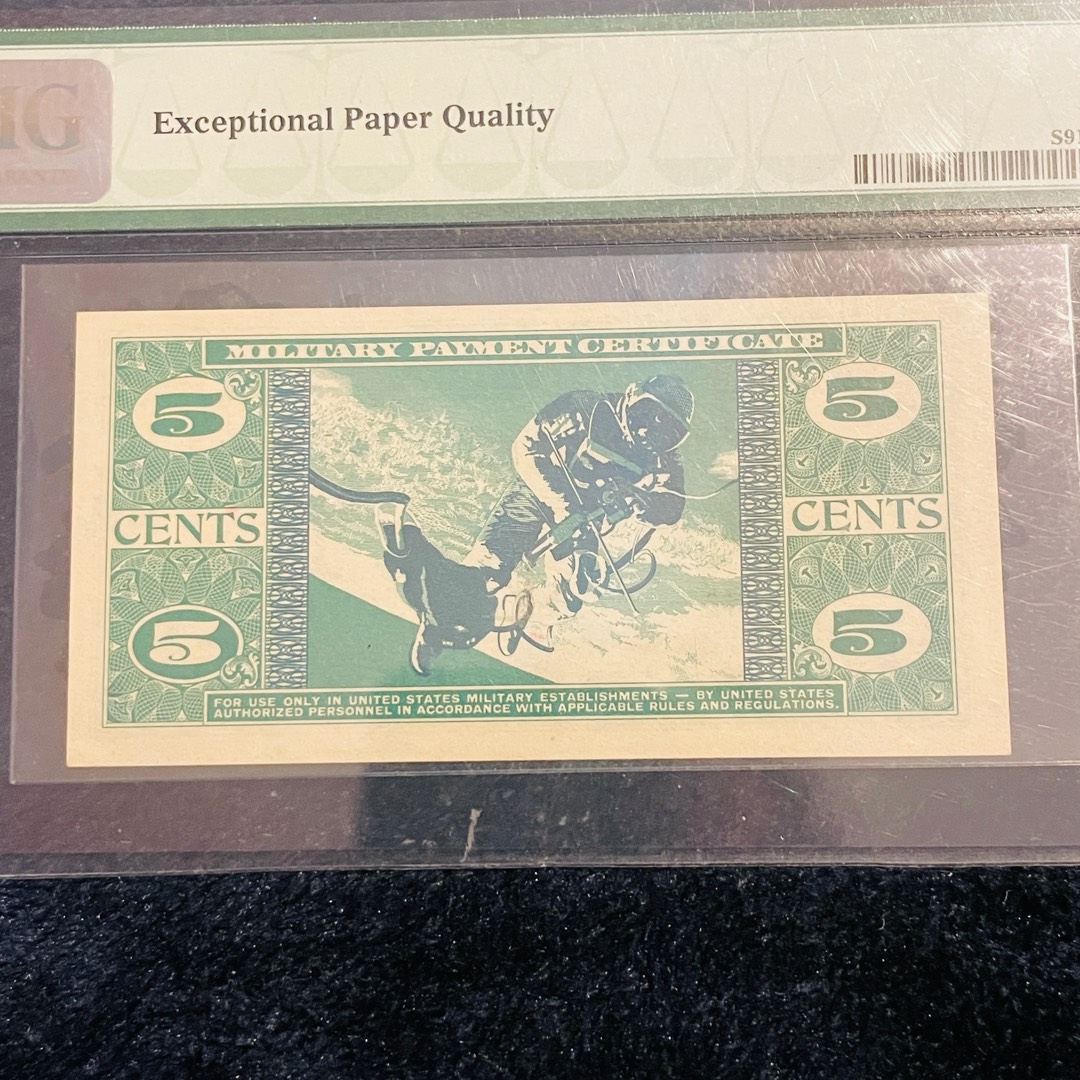 Exceptional Paper Quality
MILITARY PAYMENT CERTIFICATE
5 5
CENTS CENTS
5 5
FOR USE ONLY IN UNITED STATES MILITARY ESTABLISHMENTS — BY UNITED STATES
AUTHORIZED PERSONNEL IN ACCORDANCE WITH APPLICABLE RULES AND REGULATIONS.